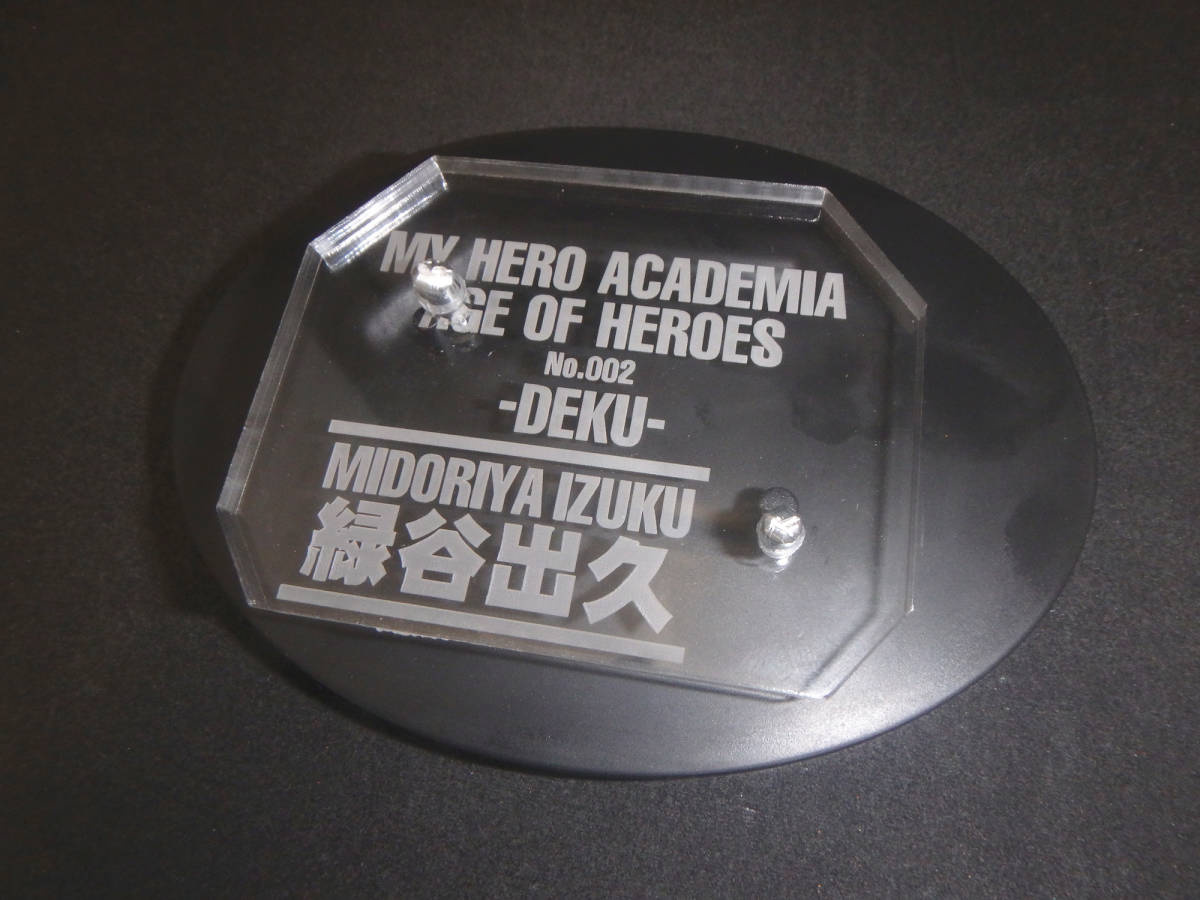 MY HERO ACADEMIA
AGE OF HEROES
No.002
-DEKU-
MIDORIYA IZUKU
緑谷出久